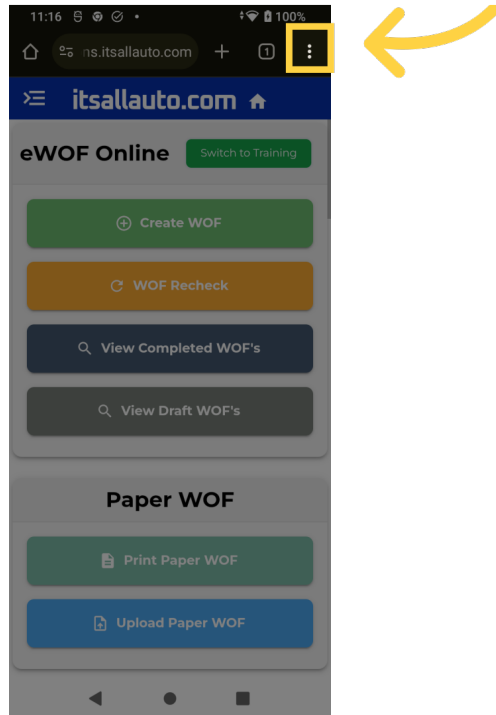 11:16 100%
ns.itsallauto.com 1
itsallauto.com
eWOF Online Switch to Training
Create WOF
WOF Recheck
View Completed WOF's
View Draft WOF's
Paper WOF
Print Paper WOF
Upload Paper WOF